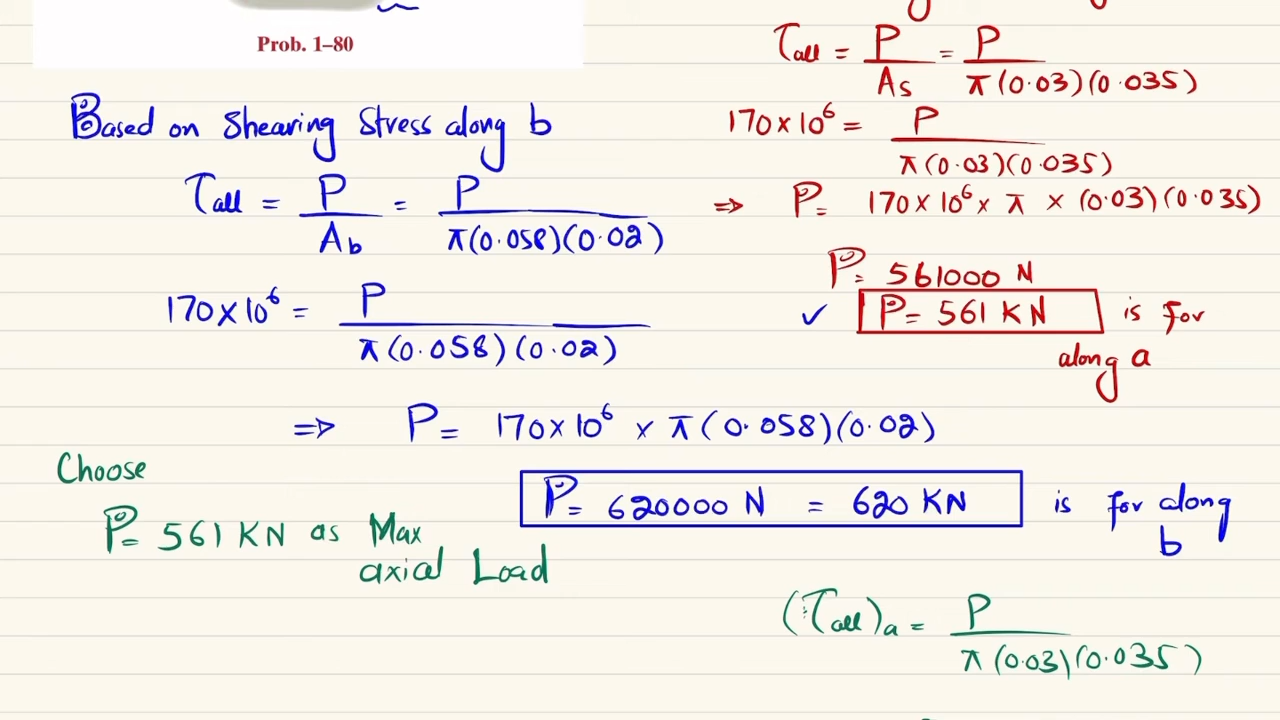 Prob. 1–80
Based on Shearing Stress along b
τall = P / Ab = P / π(0.058)(0.02)
170×10⁶ = P / π(0.058)(0.02)
⇒ P = 170×10⁶ × π(0.058)(0.02)
P = 620000 N = 620 KN is for along b
Choose
P = 561 KN as Max
axial Load
τall = P / As = P / π(0.03)(0.035)
170×10⁶ = P / π(0.03)(0.035)
⇒ P = 170×10⁶ × π × (0.03)(0.035)
P = 561000 N
✓ P = 561 KN is for
along a
(τall)a = P / π(0.03)(0.035)